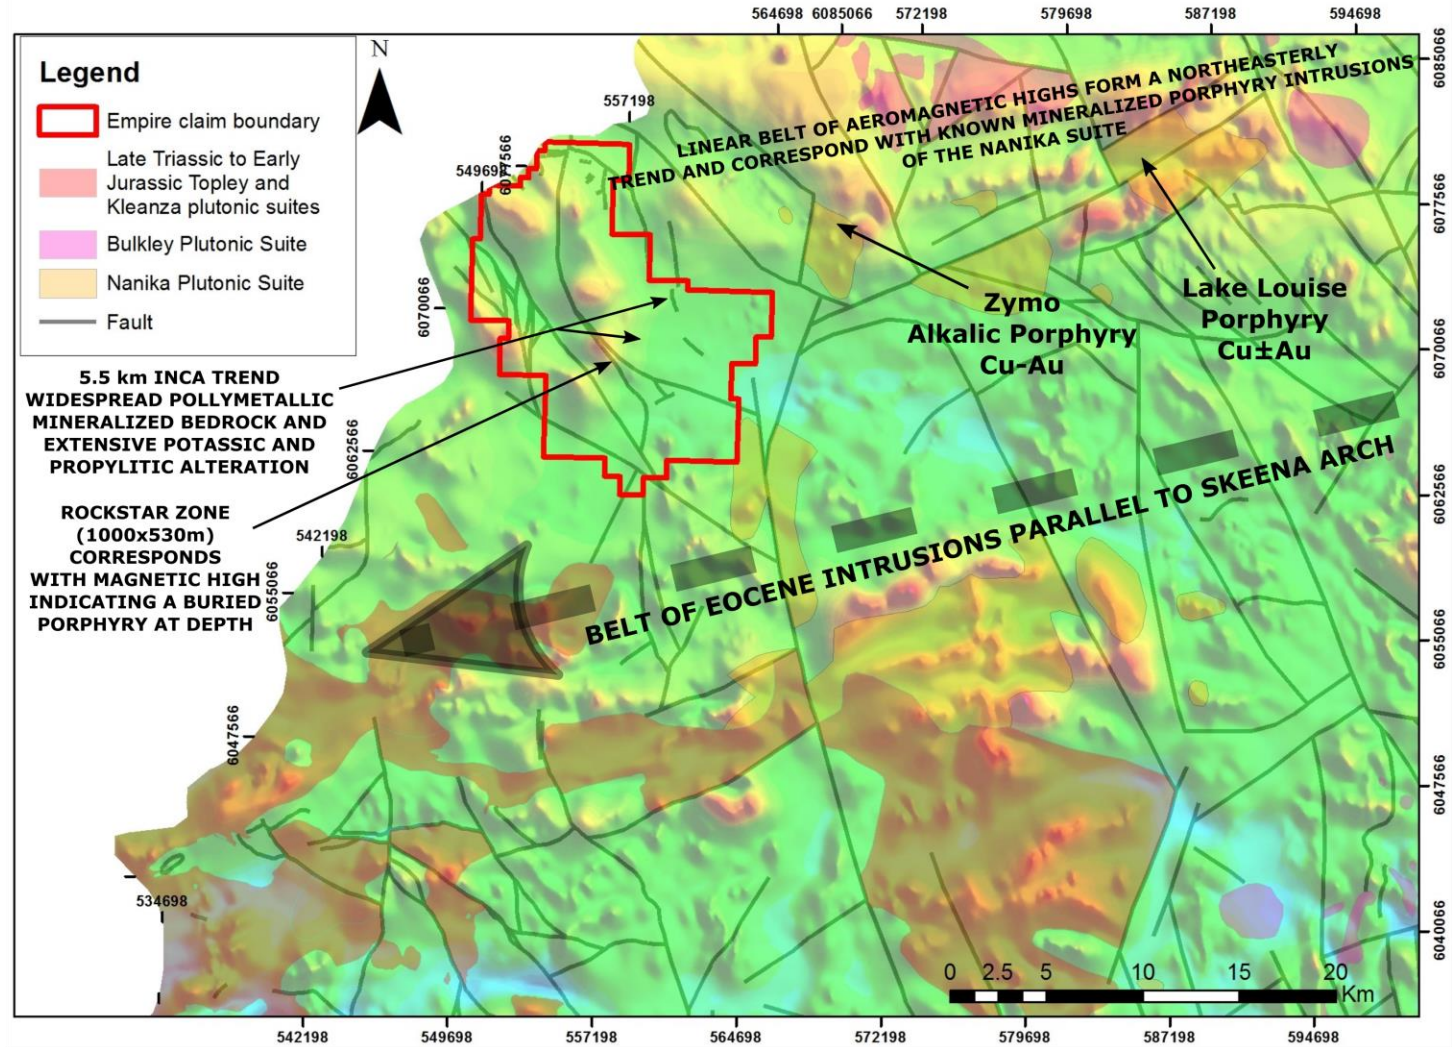 564698 6085066 572198 579698 587198 594698
Legend
Empire claim boundary
Late Triassic to Early
Jurassic Topley and
Kleanza plutonic suites
Bulkley Plutonic Suite
Nanika Plutonic Suite
Fault
N
557198
549698
6077566
6070066
6062566
542198
6055066
6047566
534698
LINEAR BELT OF AEROMAGNETIC HIGHS FORM A NORTHEASTERLY
TREND AND CORRESPOND WITH KNOWN MINERALIZED PORPHYRY INTRUSIONS
OF THE NANIKA SUITE
Zymo
Alkalic Porphyry
Cu-Au
Lake Louise
Porphyry
Cu±Au
5.5 km INCA TREND
WIDESPREAD POLLYMETALLIC
MINERALIZED BEDROCK AND
EXTENSIVE POTASSIC AND
PROPYLITIC ALTERATION
ROCKSTAR ZONE
(1000x530m)
CORRESPONDS
WITH MAGNETIC HIGH
INDICATING A BURIED
PORPHYRY AT DEPTH
BELT OF EOCENE INTRUSIONS PARALLEL TO SKEENA ARCH
6085066
6077566
6070066
6062566
6055066
6047566
6040066
0 2.5 5 10 15 20
Km
542198 549698 557198 564698 572198 579698 587198 594698